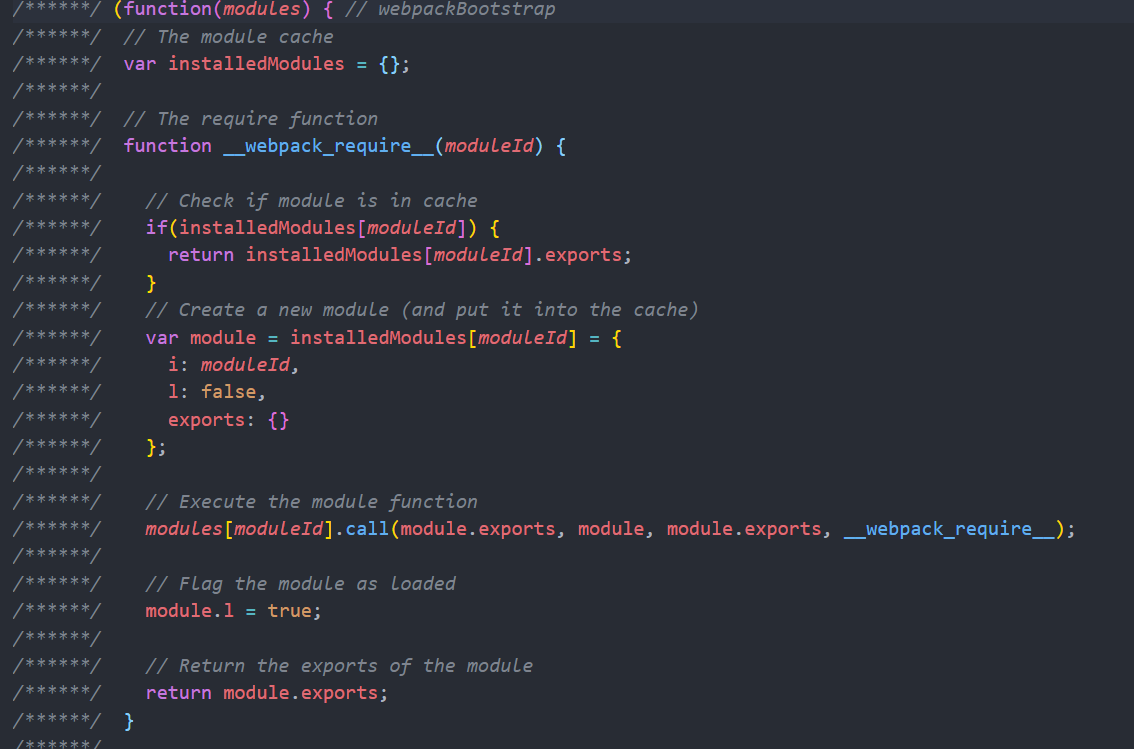 /******/ (function(modules) { // webpackBootstrap
/******/  // The module cache
/******/  var installedModules = {};
/******/
/******/  // The require function
/******/  function __webpack_require__(moduleId) {
/******/
/******/    // Check if module is in cache
/******/    if(installedModules[moduleId]) {
/******/      return installedModules[moduleId].exports;
/******/    }
/******/    // Create a new module (and put it into the cache)
/******/    var module = installedModules[moduleId] = {
/******/      i: moduleId,
/******/      l: false,
/******/      exports: {}
/******/    };
/******/
/******/    // Execute the module function
/******/    modules[moduleId].call(module.exports, module, module.exports, __webpack_require__);
/******/
/******/    // Flag the module as loaded
/******/    module.l = true;
/******/
/******/    // Return the exports of the module
/******/    return module.exports;
/******/  }
/******/